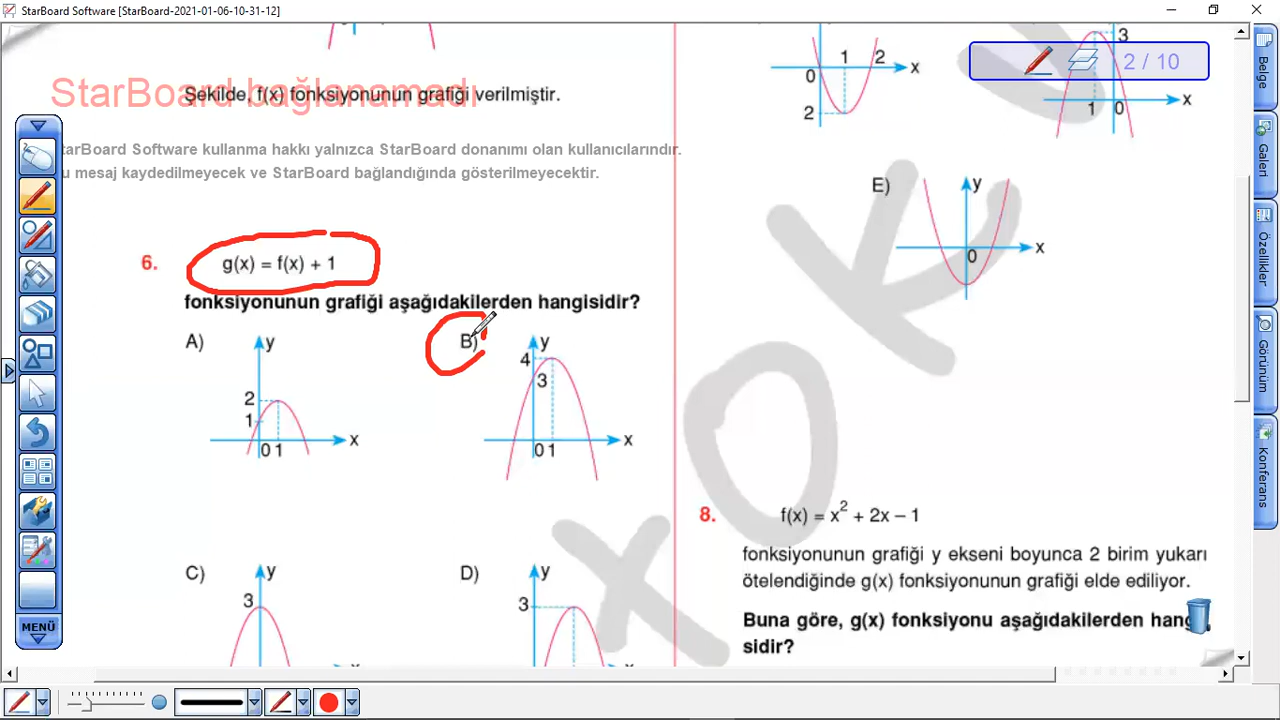 StarBoard Software [StarBoard-2021-01-06-10-31-12]
StarBoard bağlanamadı
Şekilde, f(x) fonksiyonunun grafiği verilmiştir.
tarBoard Software kullanma hakkı yalnızca StarBoard donanımı olan kullanıcılarındır.
u mesaj kaydedilmeyecek ve StarBoard bağlandığında gösterilmeyecektir.
6. g(x) = f(x) + 1
fonksiyonunun grafiği aşağıdakilerden hangisidir?
A) y
2
1
0 1 x
B) y
4
3
0 1 x
C) y
3
x
D) y
3
x
1 2
0 x
2
3
1 0 x
E) y
0 x
8. f(x) = x² + 2x – 1
fonksiyonunun grafiği y ekseni boyunca 2 birim yukarı
ötelendiğinde g(x) fonksiyonunun grafiği elde ediliyor.
Buna göre, g(x) fonksiyonu aşağıdakilerden hang
sidir?
2 / 10
Belge
Galeri
Özellikler
Görünüm
Konferans
MENÜ
X O K Y